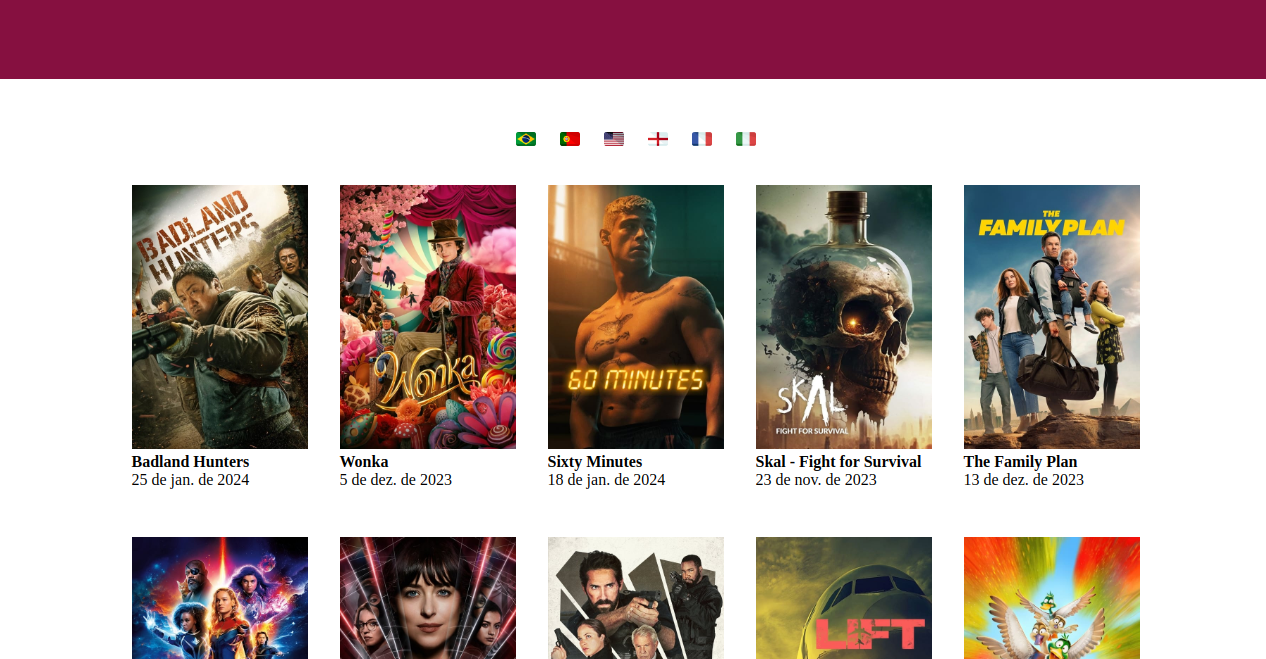 BADLAND
HUNTERS
Wonka
60 MINUTES
SKAL
FIGHT FOR SURVIVAL
THE
FAMILY PLAN
Badland Hunters
25 de jan. de 2024
Wonka
5 de dez. de 2023
Sixty Minutes
18 de jan. de 2024
Skal - Fight for Survival
23 de nov. de 2023
The Family Plan
13 de dez. de 2023
LIFT